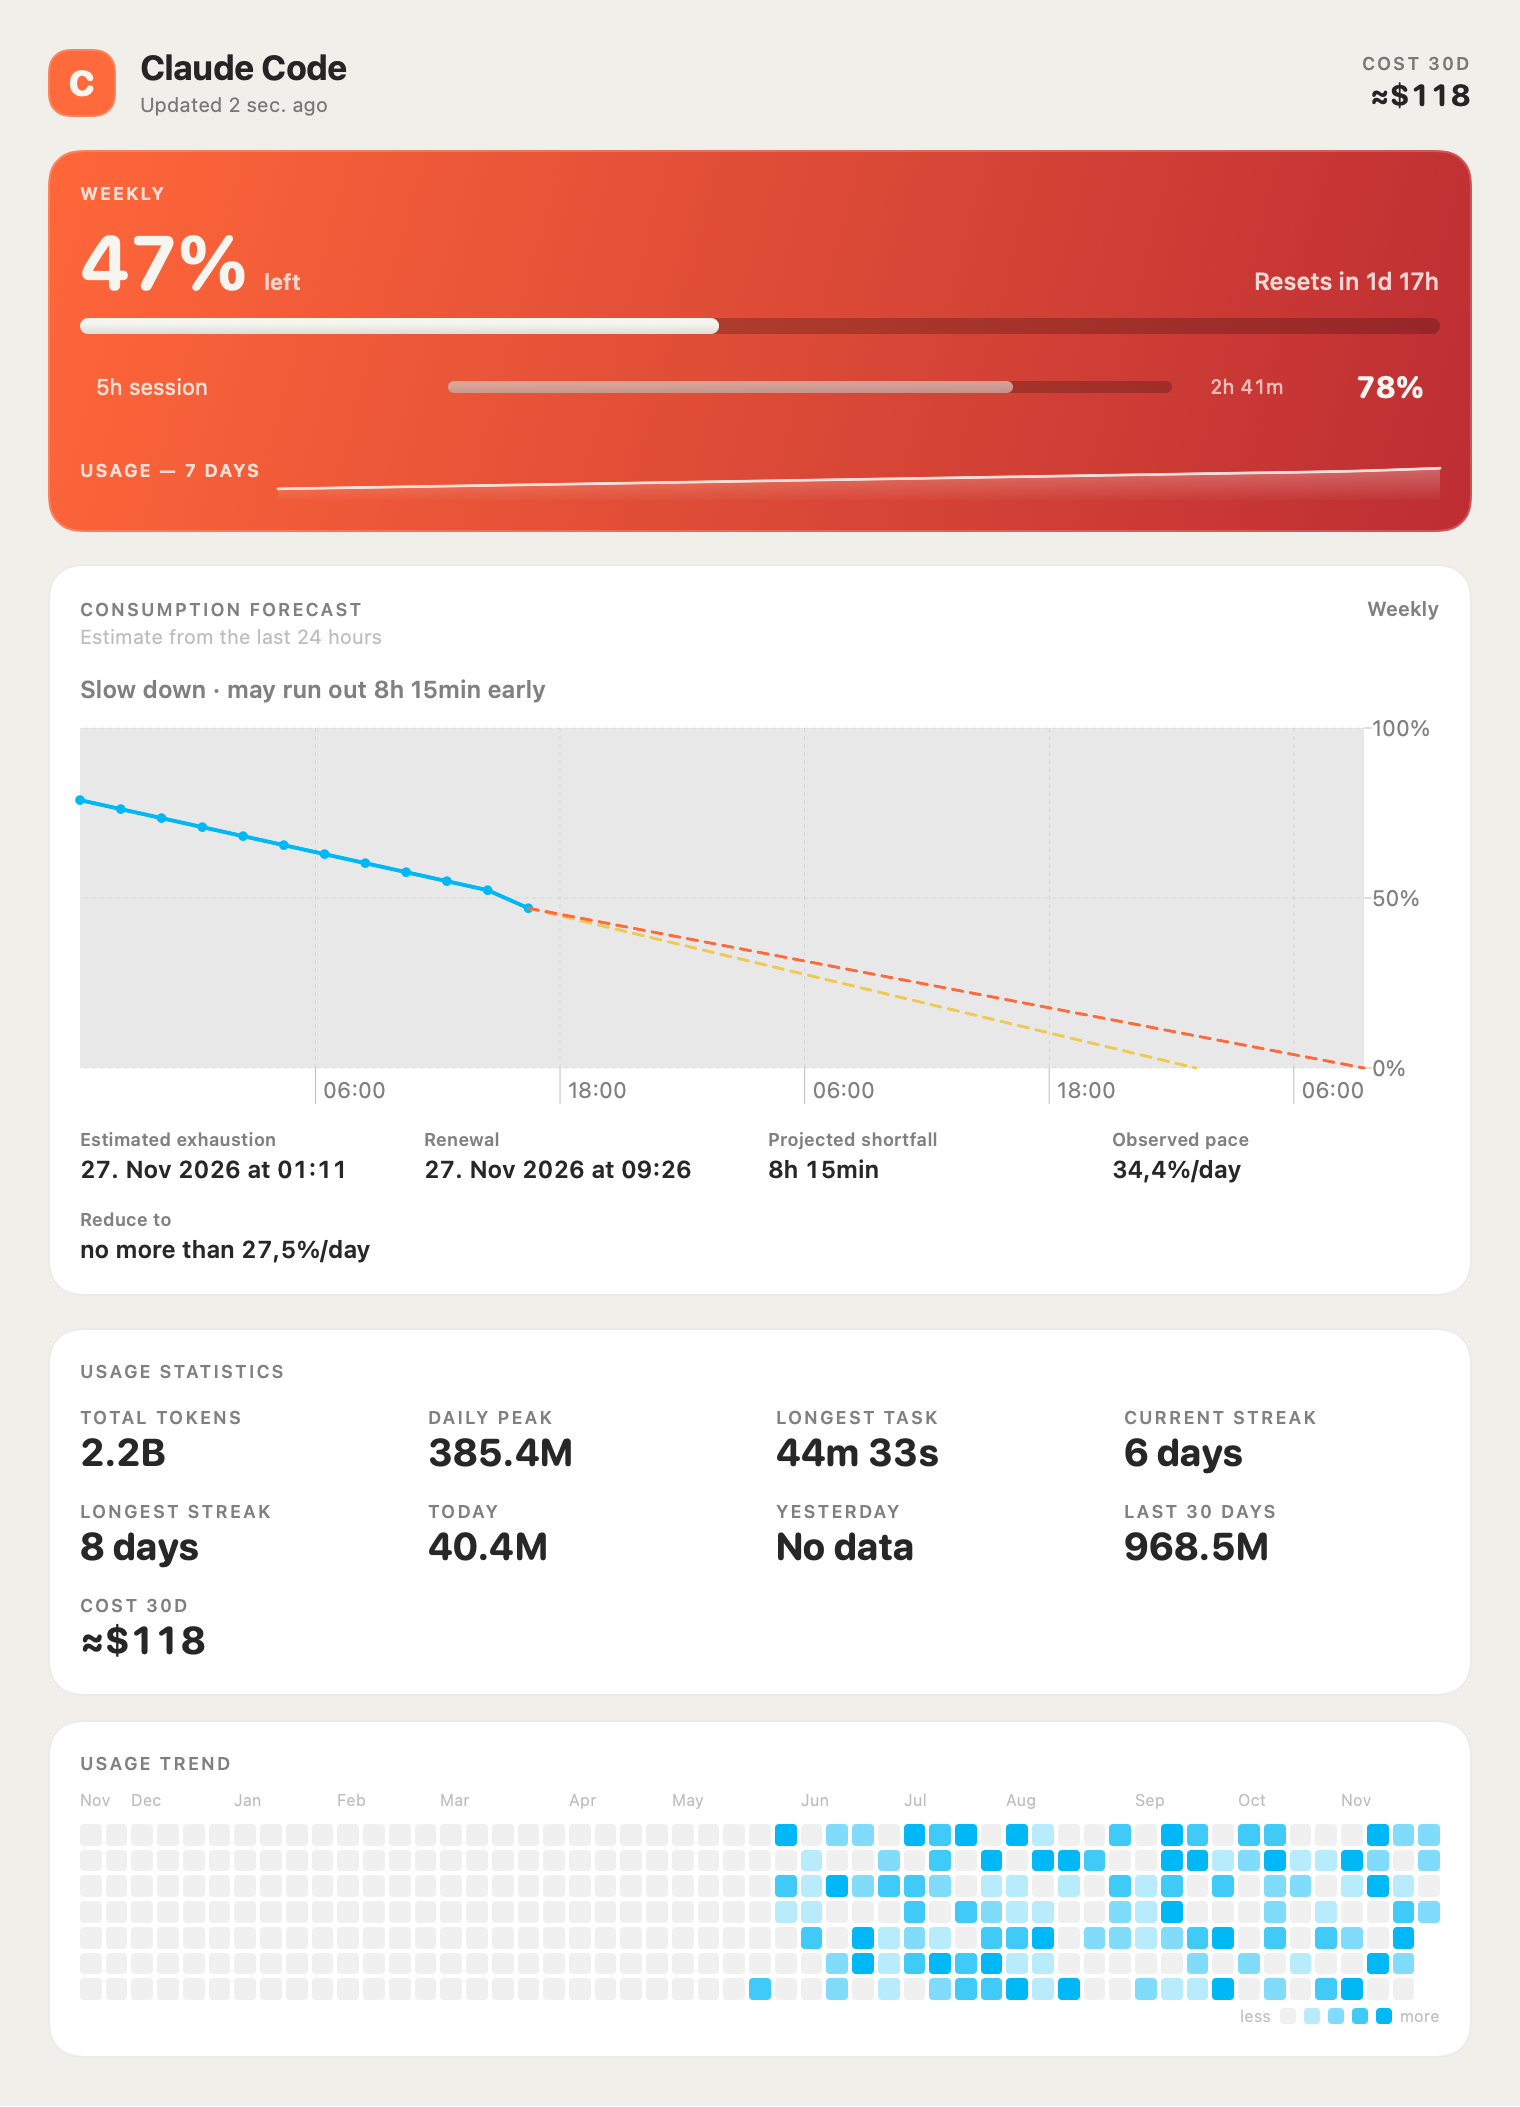 C
Claude Code
Updated 2 sec. ago
COST 30D
≈$118
WEEKLY
47% left
Resets in 1d 17h
5h session
2h 41m
78%
USAGE — 7 DAYS
CONSUMPTION FORECAST
Weekly
Estimate from the last 24 hours
Slow down · may run out 8h 15min early
100%
50%
0%
06:00
18:00
06:00
18:00
06:00
Estimated exhaustion
27. Nov 2026 at 01:11
Renewal
27. Nov 2026 at 09:26
Projected shortfall
8h 15min
Observed pace
34,4%/day
Reduce to
no more than 27,5%/day
USAGE STATISTICS
TOTAL TOKENS
2.2B
DAILY PEAK
385.4M
LONGEST TASK
44m 33s
CURRENT STREAK
6 days
LONGEST STREAK
8 days
TODAY
40.4M
YESTERDAY
No data
LAST 30 DAYS
968.5M
COST 30D
≈$118
USAGE TREND
Nov Dec Jan Feb Mar Apr May Jun Jul Aug Sep Oct Nov
less
more